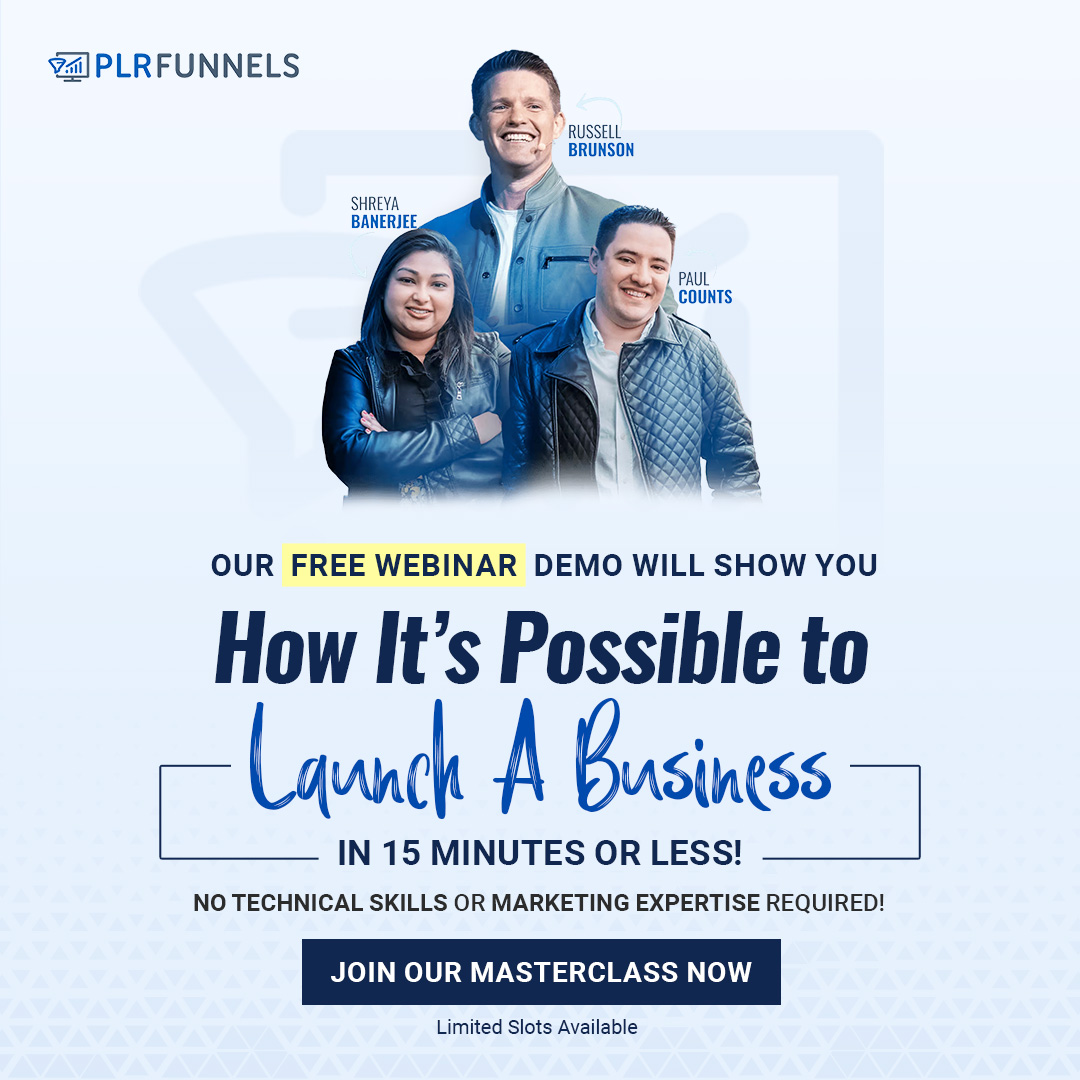 PLRFUNNELS
RUSSELL
BRUNSON
SHREYA
BANERJEE
PAUL
COUNTS
OUR FREE WEBINAR DEMO WILL SHOW YOU
How It's Possible to
Launch A Business
IN 15 MINUTES OR LESS!
NO TECHNICAL SKILLS OR MARKETING EXPERTISE REQUIRED!
JOIN OUR MASTERCLASS NOW
Limited Slots Available